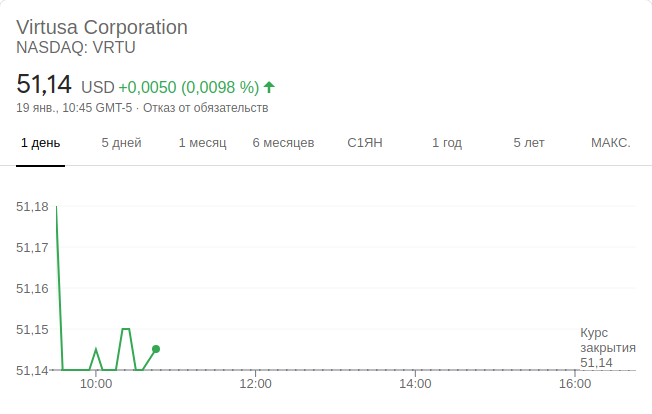 Virtusa Corporation
NASDAQ: VRTU
51,14 USD +0,0050 (0,0098 %)
19 янв., 10:45 GMT-5 · Отказ от обязательств
1 день 5 дней 1 месяц 6 месяцев С1ЯН 1 год 5 лет МАКС.
51,18
51,17
51,16
51,15
Курс
закрытия
51,14
51,14
10:00 12:00 14:00 16:00